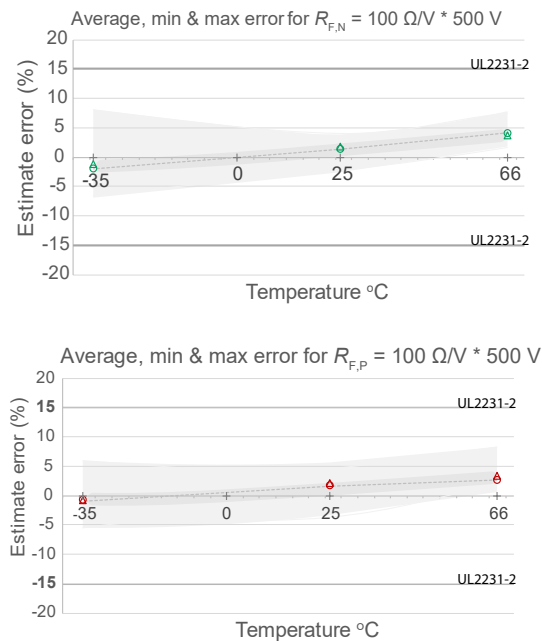 Average, min & max error for R_F,N = 100 Ω/V * 500 V
20
15
10
5
0
-5
-10
-15
-20
Estimate error (%)
UL2231-2
-35
0
25
66
UL2231-2
Temperature °C
Average, min & max error for R_F,P = 100 Ω/V * 500 V
20
15
10
5
0
-5
-10
-15
-20
Estimate error (%)
UL2231-2
-35
0
25
66
UL2231-2
Temperature °C